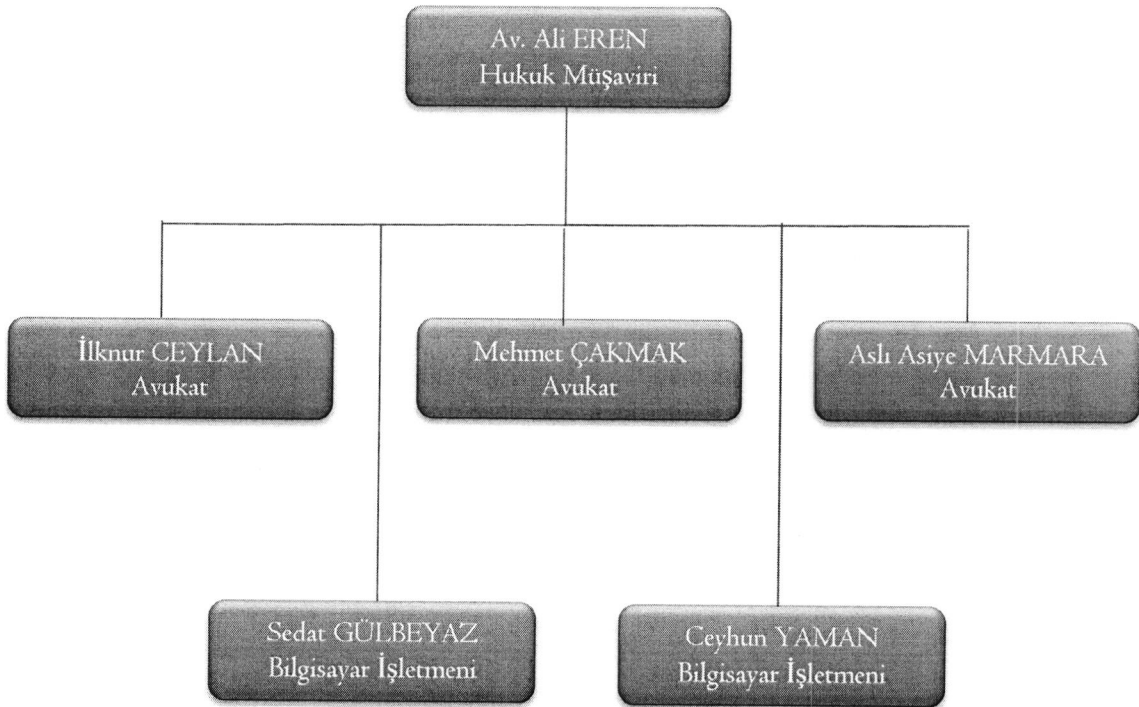 Av. Ali EREN
Hukuk Müşaviri
İlknur CEYLAN
Avukat
Mehmet ÇAKMAK
Avukat
Aslı Asiye MARMARA
Avukat
Sedat GÜLBEYAZ
Bilgisayar İşletmeni
Ceyhun YAMAN
Bilgisayar İşletmeni